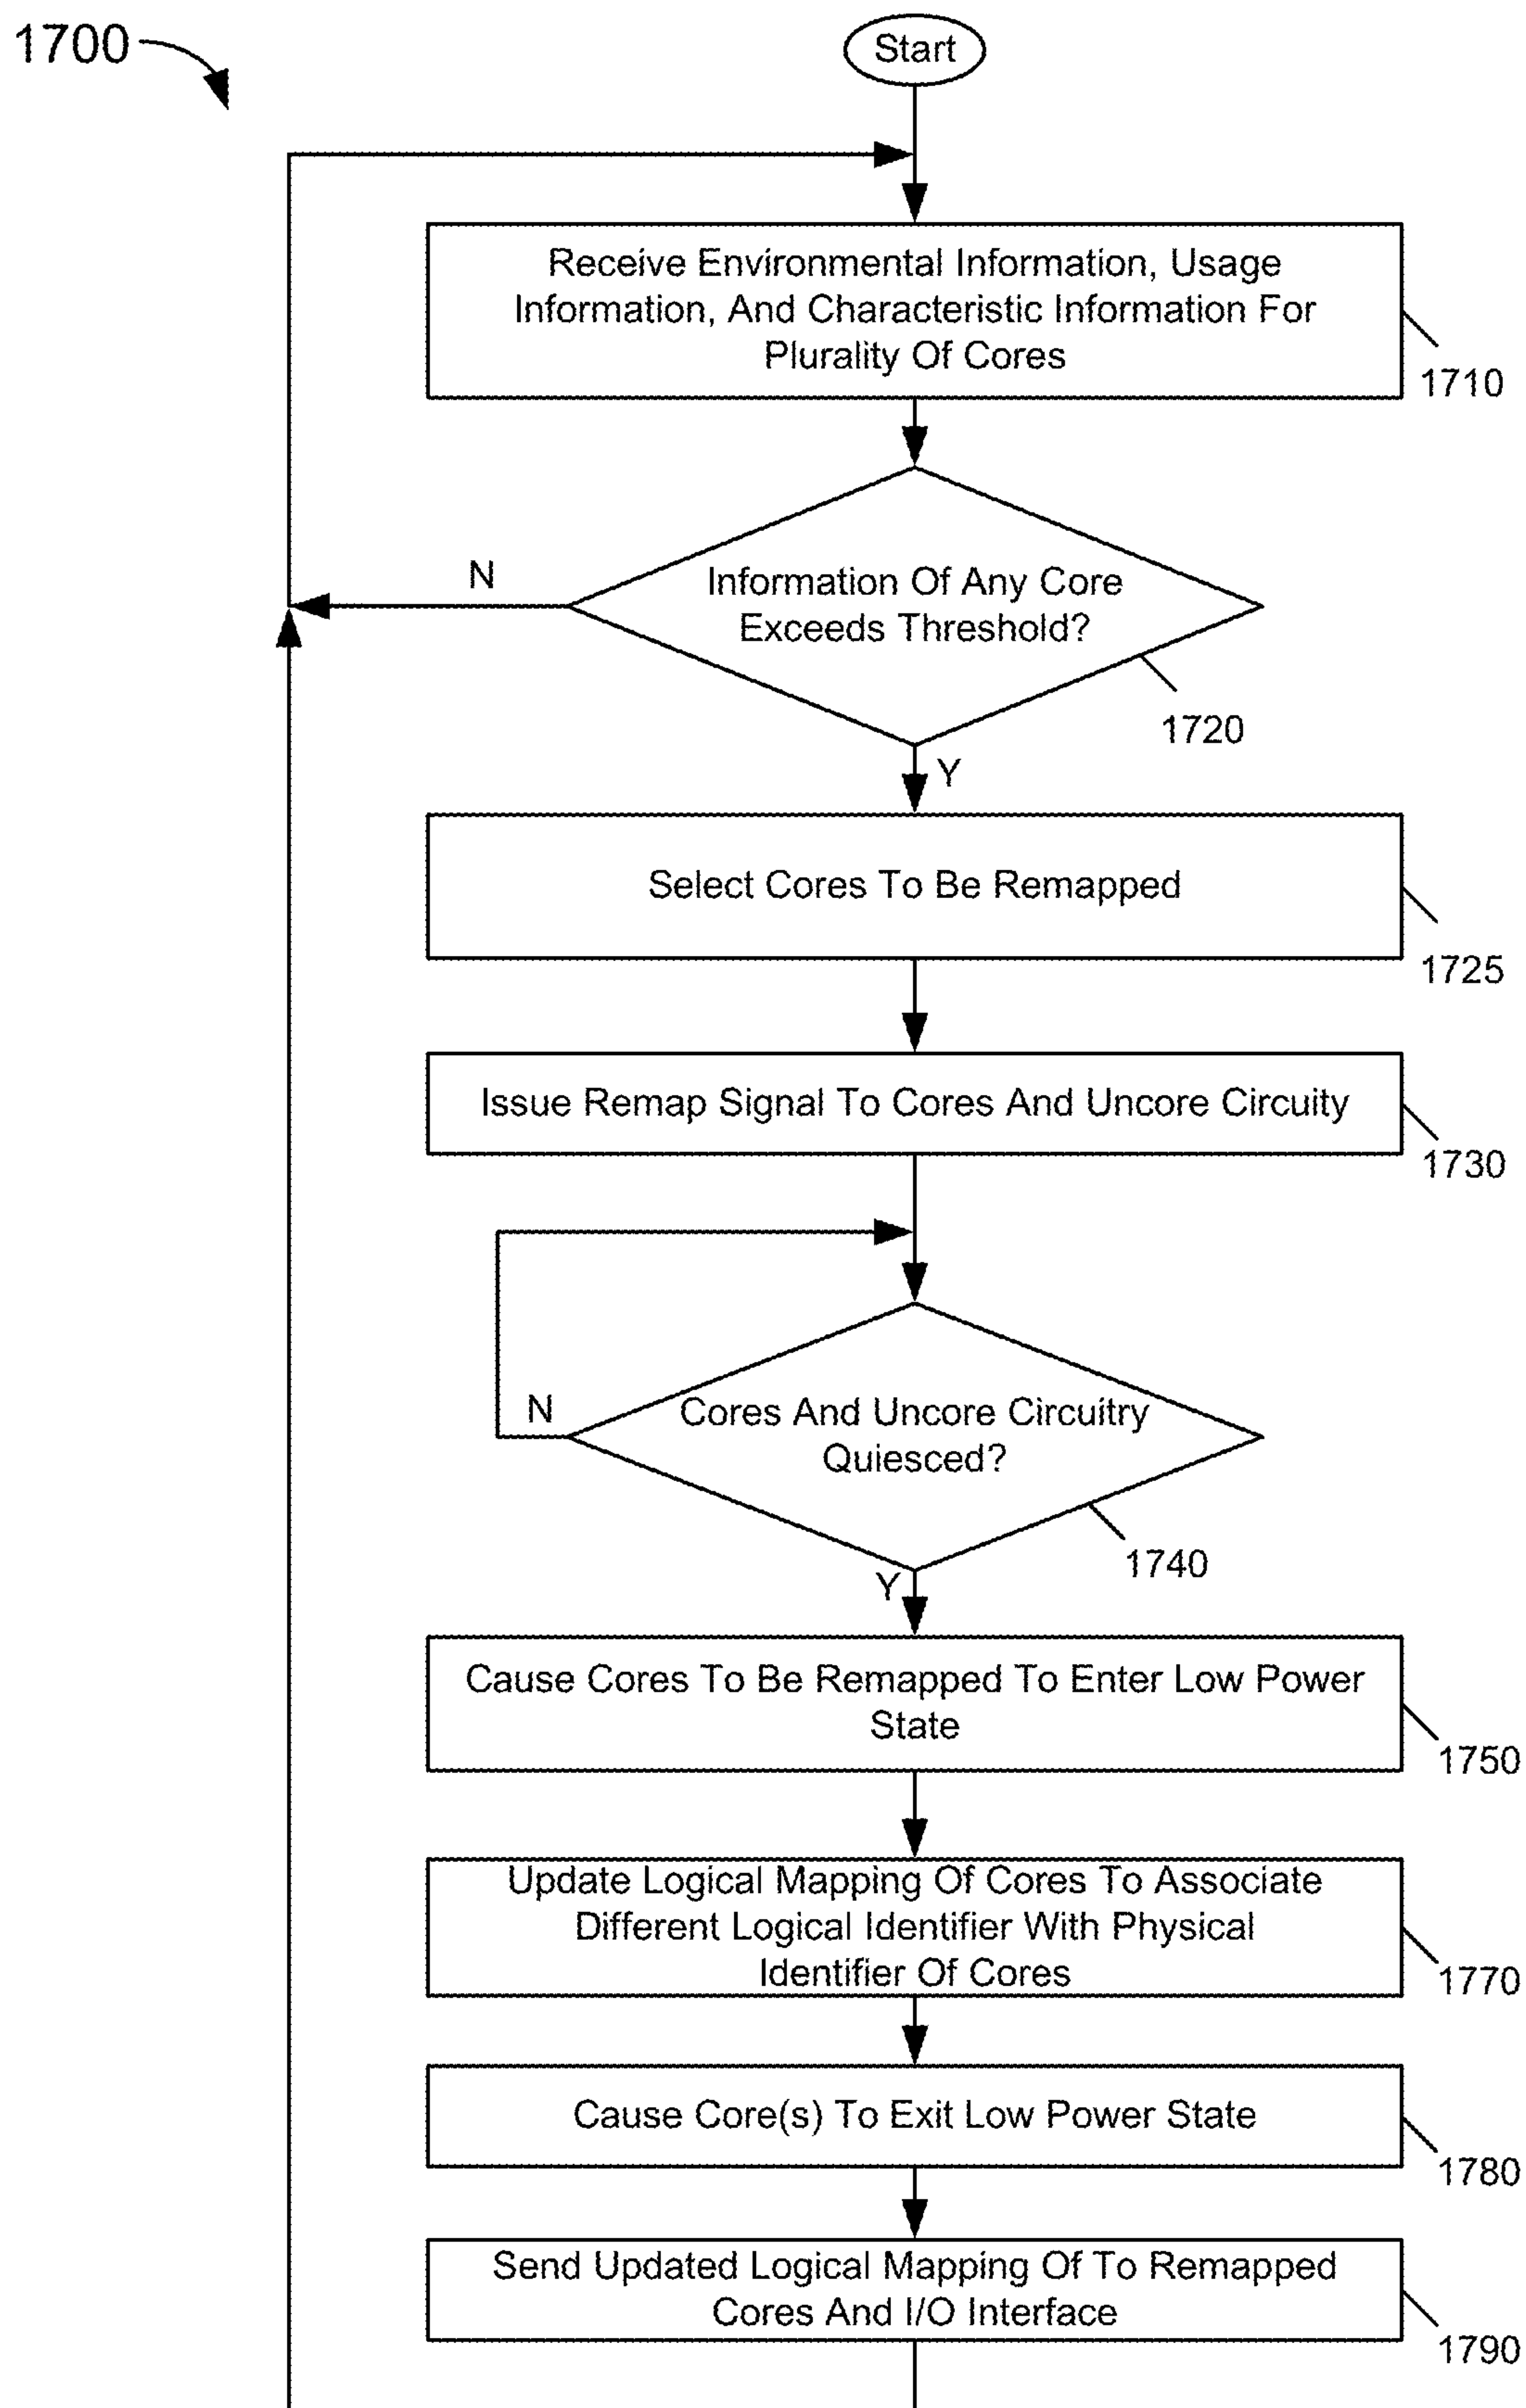 1700
Start
Receive Environmental Information, Usage
Information, And Characteristic Information For
Plurality Of Cores
1710
N
Information Of Any Core
Exceeds Threshold?
1720
Y
Select Cores To Be Remapped
1725
Issue Remap Signal To Cores And Uncore Circuity
1730
N
Cores And Uncore Circuitry
Quiesced?
1740
Y
Cause Cores To Be Remapped To Enter Low Power
State
1750
Update Logical Mapping Of Cores To Associate
Different Logical Identifier With Physical
Identifier Of Cores
1770
Cause Core(s) To Exit Low Power State
1780
Send Updated Logical Mapping Of To Remapped
Cores And I/O Interface
1790